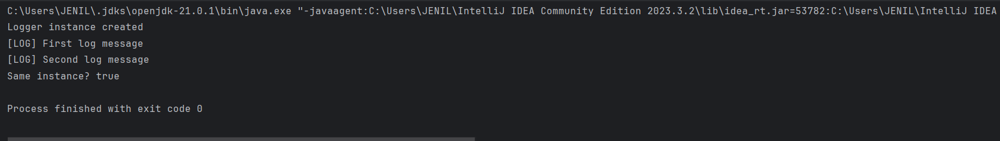 C:\Users\JENIL\.jdks\openjdk-21.0.1\bin\java.exe "-javaagent:C:\Users\JENIL\IntelliJ IDEA Community Edition 2023.3.2\lib\idea_rt.jar=53782:C:\Users\JENIL\IntelliJ IDEA
Logger instance created
[LOG] First log message
[LOG] Second log message
Same instance? true
Process finished with exit code 0